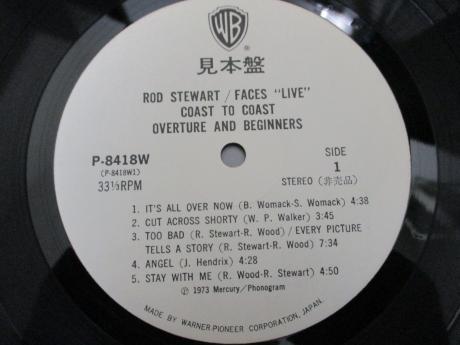 WB
見本盤
ROD STEWART / FACES "LIVE"
COAST TO COAST
OVERTURE AND BEGINNERS
P-8418W
(P-8418W1)
33⅓RPM
SIDE
1
STEREO (非売品)
1. IT'S ALL OVER NOW (B. Womack-S. Womack) 4:38
2. CUT ACROSS SHORTY (W. P. Walker) 3:45
3. TOO BAD (R. Stewart-R. Wood) / EVERY PICTURE
TELLS A STORY (R. Stewart-R. Wood) 7:34
4. ANGEL (J. Hendrix) 4:28
5. STAY WITH ME (R. Wood-R. Stewart) 4:50
Ⓟ 1973 Mercury/Phonogram
MADE BY WARNER-PIONEER CORPORATION, JAPAN.